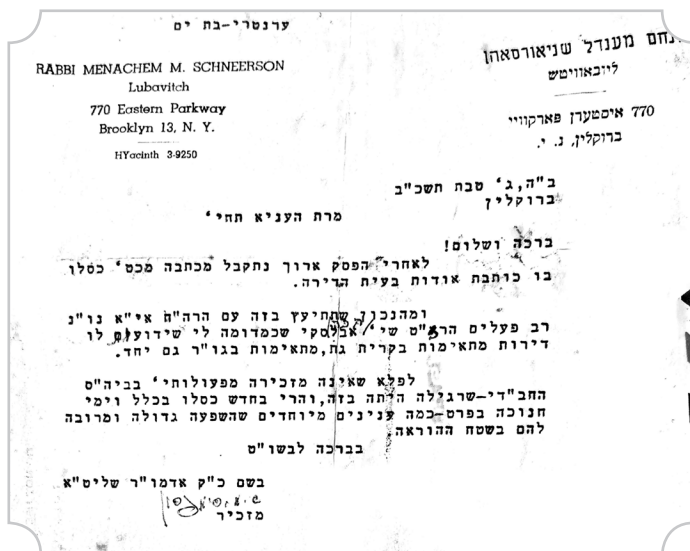 ערנטרי-בת ים
RABBI MENACHEM M. SCHNEERSON
Lubavitch
770 Eastern Parkway
Brooklyn 13, N. Y.
HYacinth 3-9250
מנחם מענדל שניאורסאהן
ליובאוויטש
770 איסטערן פארקוויי
ברוקלין, נ. י.
ב"ה, ג' טבת תשכ"ב
ברוקלין
מרת העניא תחי'
ברכה ושלום!
לאחרי הפסק ארוך נתקבל מכתבה מכט' כסלו
בו כותבת אודות בעית הדירה.
ומהנכון שתתיעץ בזה עם הרה"ח אי"א נו"נ
רב פעלים שי' שכמדומה לי שידועים לו
דירות מתאימות בקרית גת, מתאימות בגו"ר גם יחד.
לפלא שאינה מזכירה מפעולותי' בביה"ס
החב"די-שרגילה היתה בזה, והרי בחדש כסלו בכלל וימי
חנוכה בפרט-כמה ענינים מיוחדים שהשפעה גדולה ומרובה
להם בשטח ההוראה.
בברכה לבשו"ט
בשם כ"ק אדמו"ר שליט"א
מזכיר